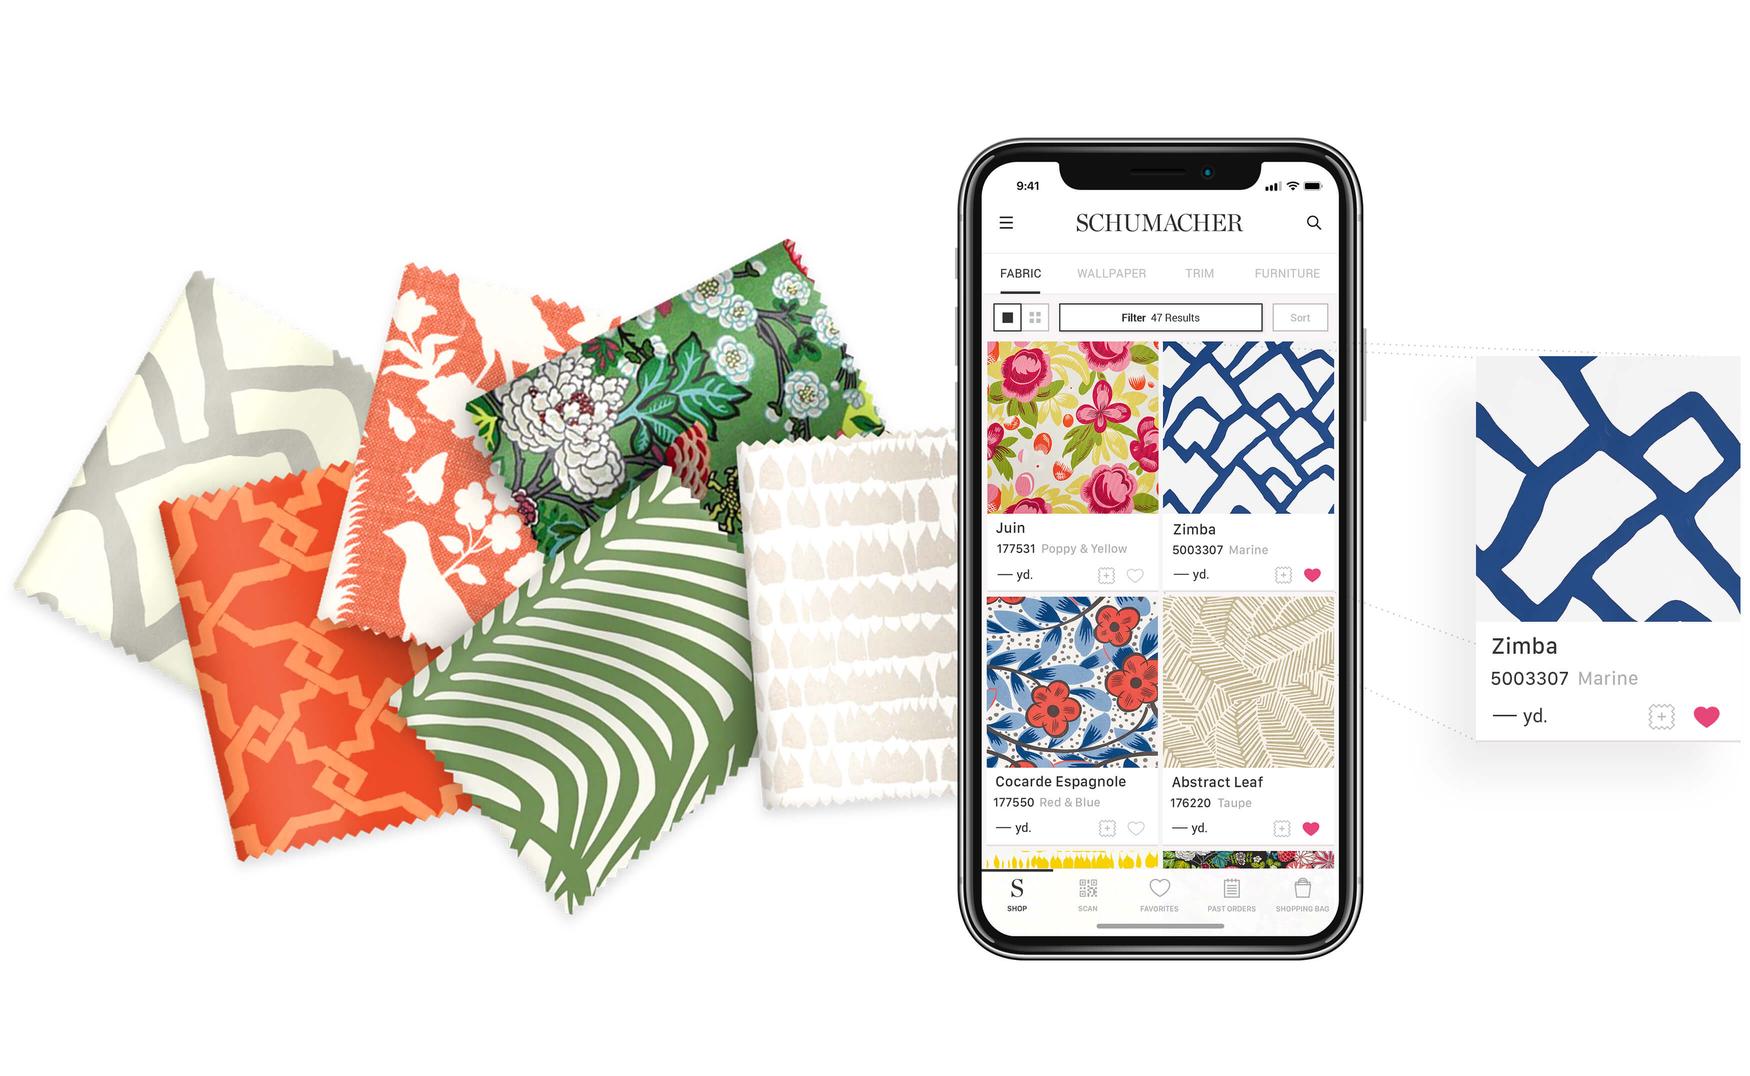 9:41
SCHUMACHER
FABRIC WALLPAPER TRIM FURNITURE
Filter 47 Results Sort
Juin
177531 Poppy & Yellow
— yd.
Zimba
5003307 Marine
— yd.
Cocarde Espagnole
177550 Red & Blue
— yd.
Abstract Leaf
176220 Taupe
— yd.
S
SHOP SCAN FAVORITES PAST ORDERS SHOPPING BAG
Zimba
5003307 Marine
— yd.